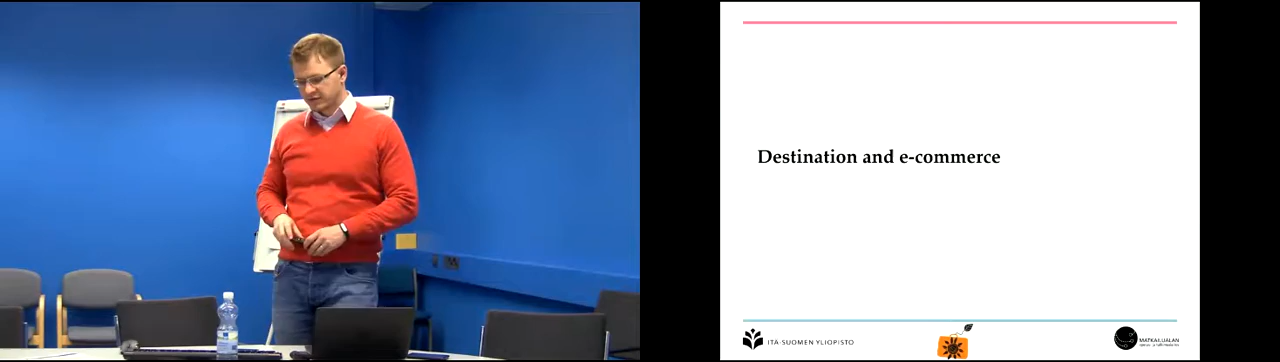 Destination and e-commerce
ITÄ-SUOMEN YLIOPISTO
MATKAILUALAN